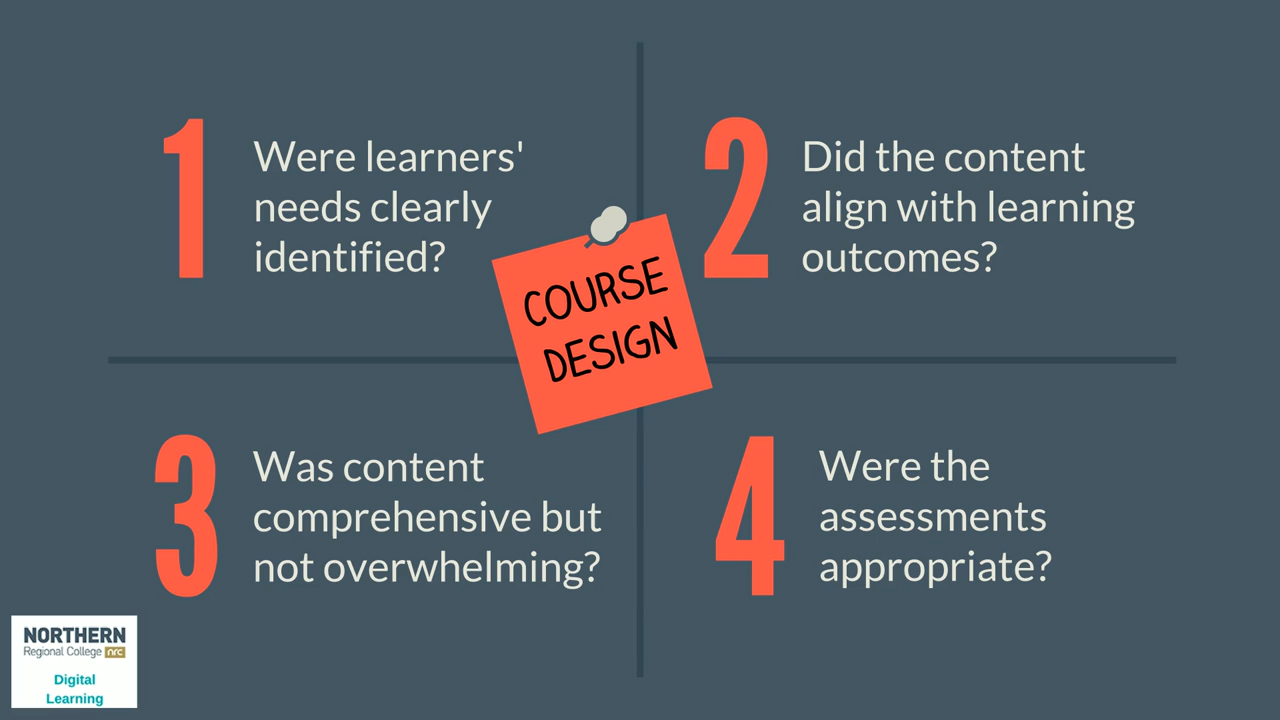 1
Were learners'
needs clearly
identified?
2
Did the content
align with learning
outcomes?
COURSE
DESIGN
3
Was content
comprehensive but
not overwhelming?
4
Were the
assessments
appropriate?
NORTHERN
Regional College nrc
Digital
Learning